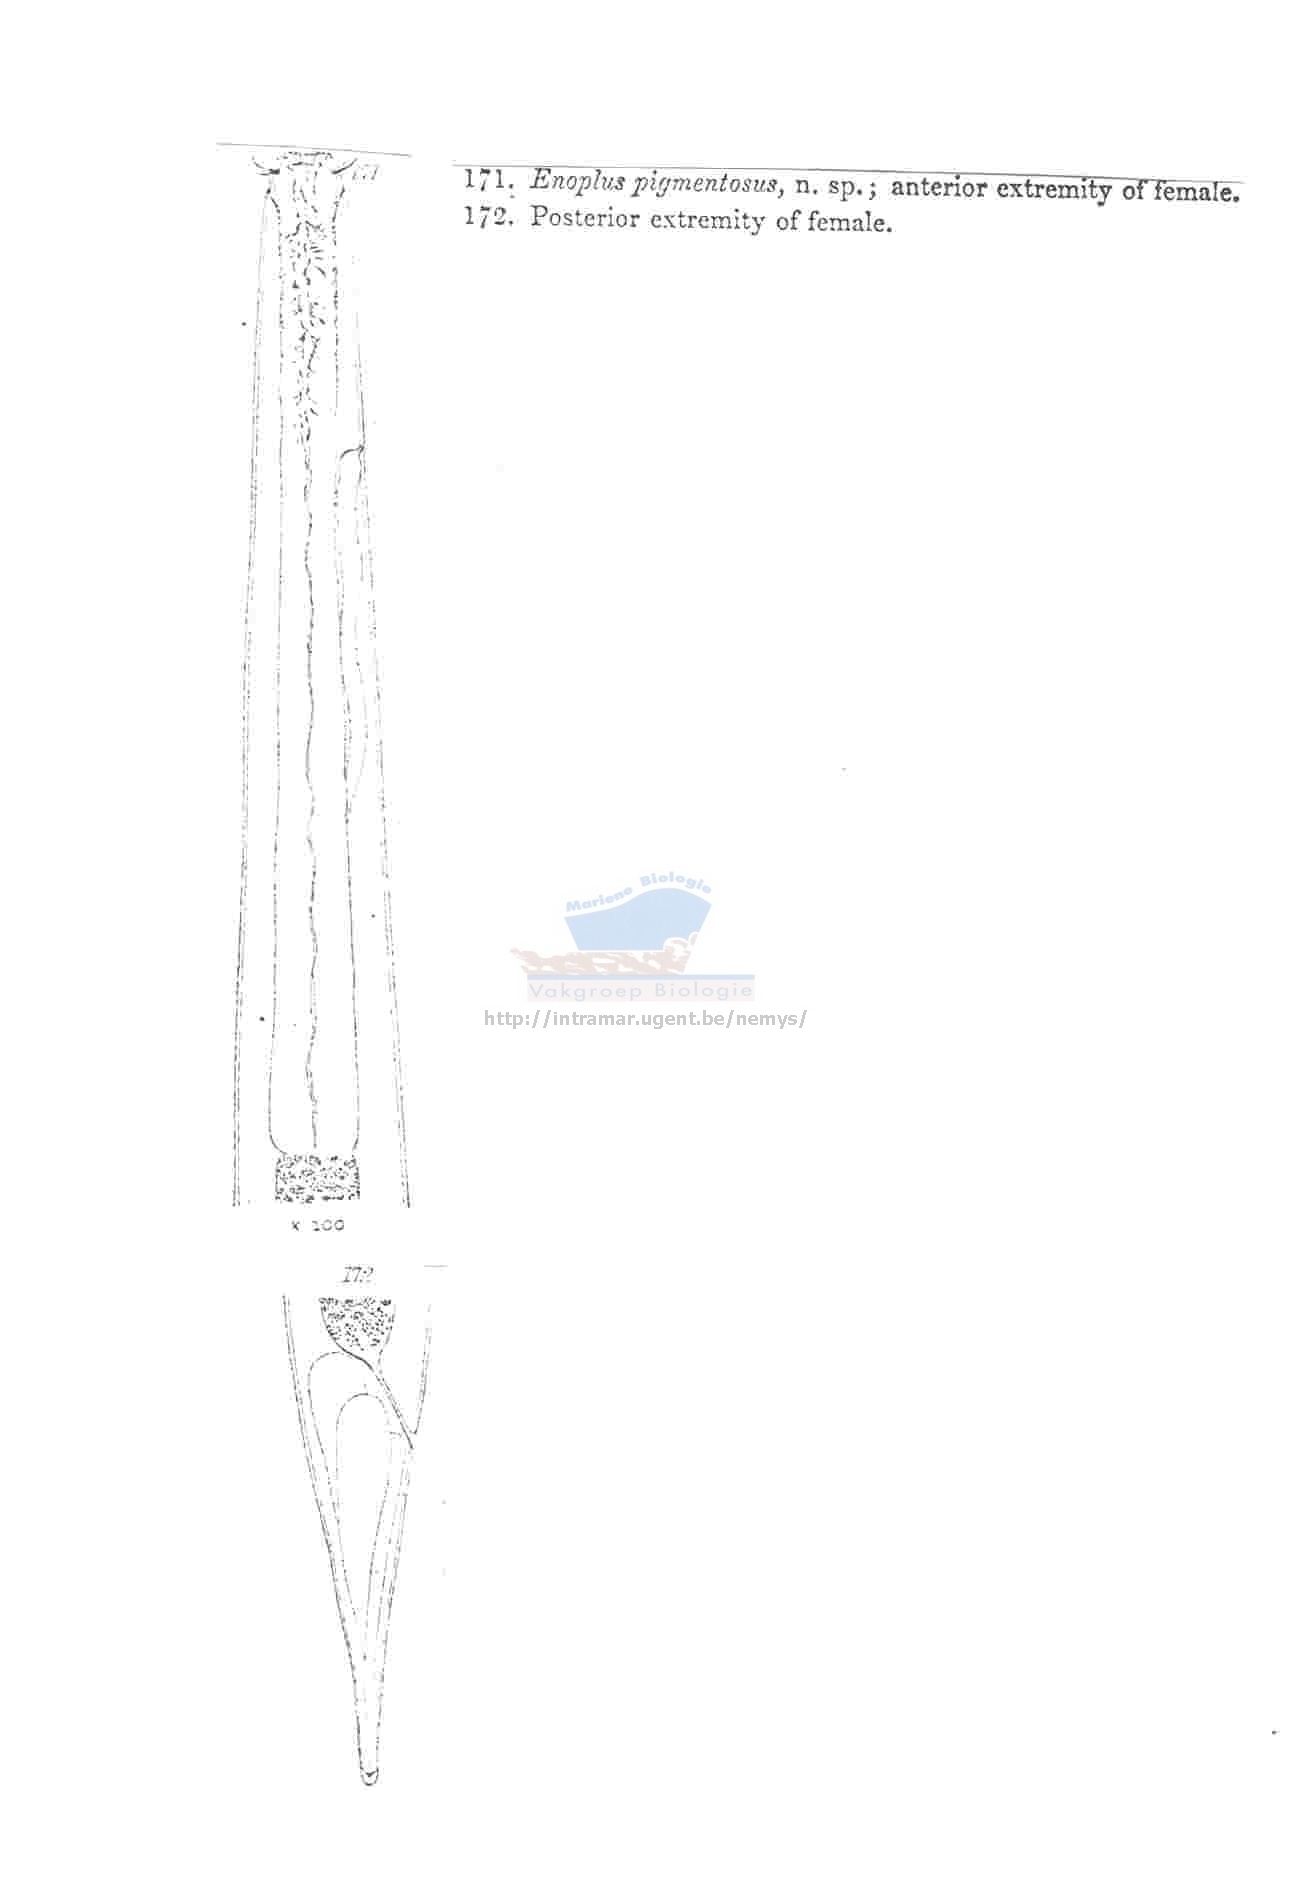 171
171. Enoplus pigmentosus, n. sp.; anterior extremity of female.
172. Posterior extremity of female.
Mariene Biologie
Vakgroep Biologie
http://intramar.ugent.be/nemys/
x 100
172